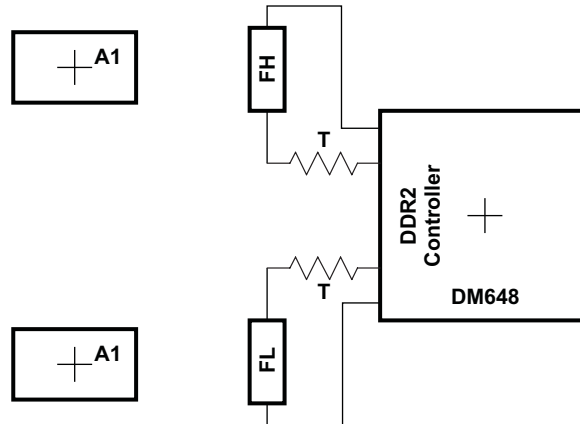 A1
FH
T
DDR2
Controller
DM648
T
A1
FL